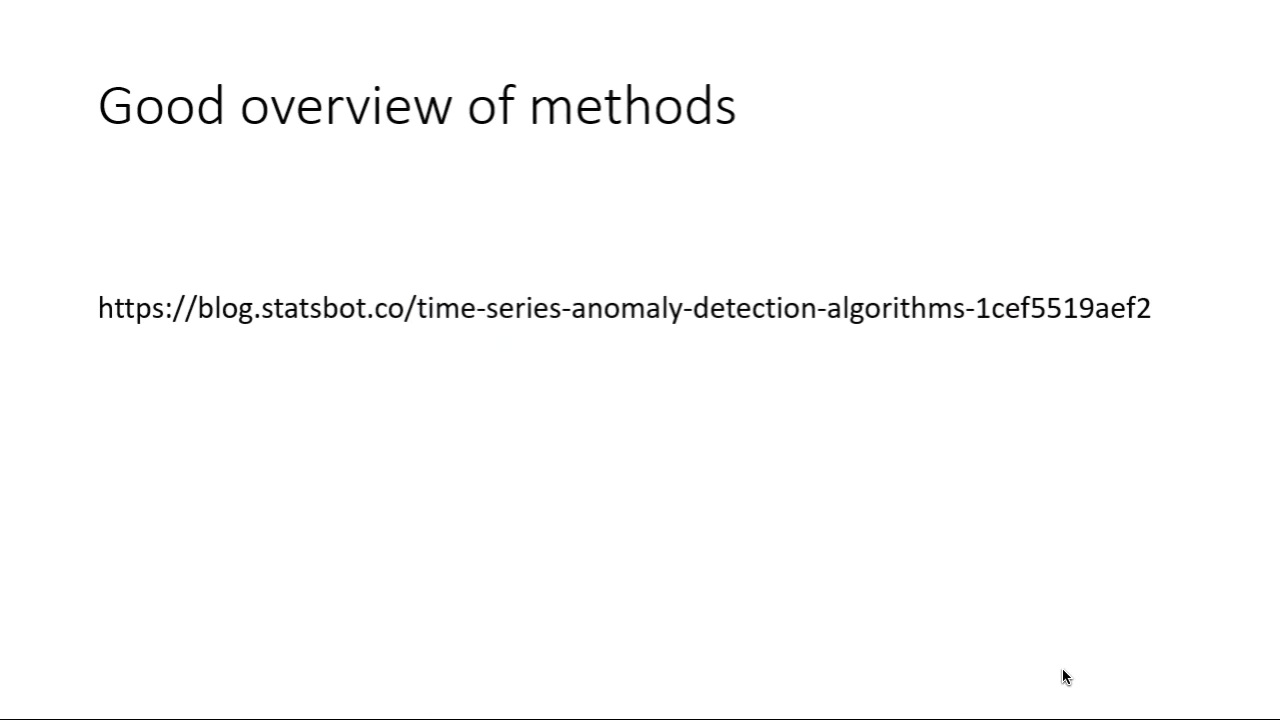 Good overview of methods
https://blog.statsbot.co/time-series-anomaly-detection-algorithms-1cef5519aef2